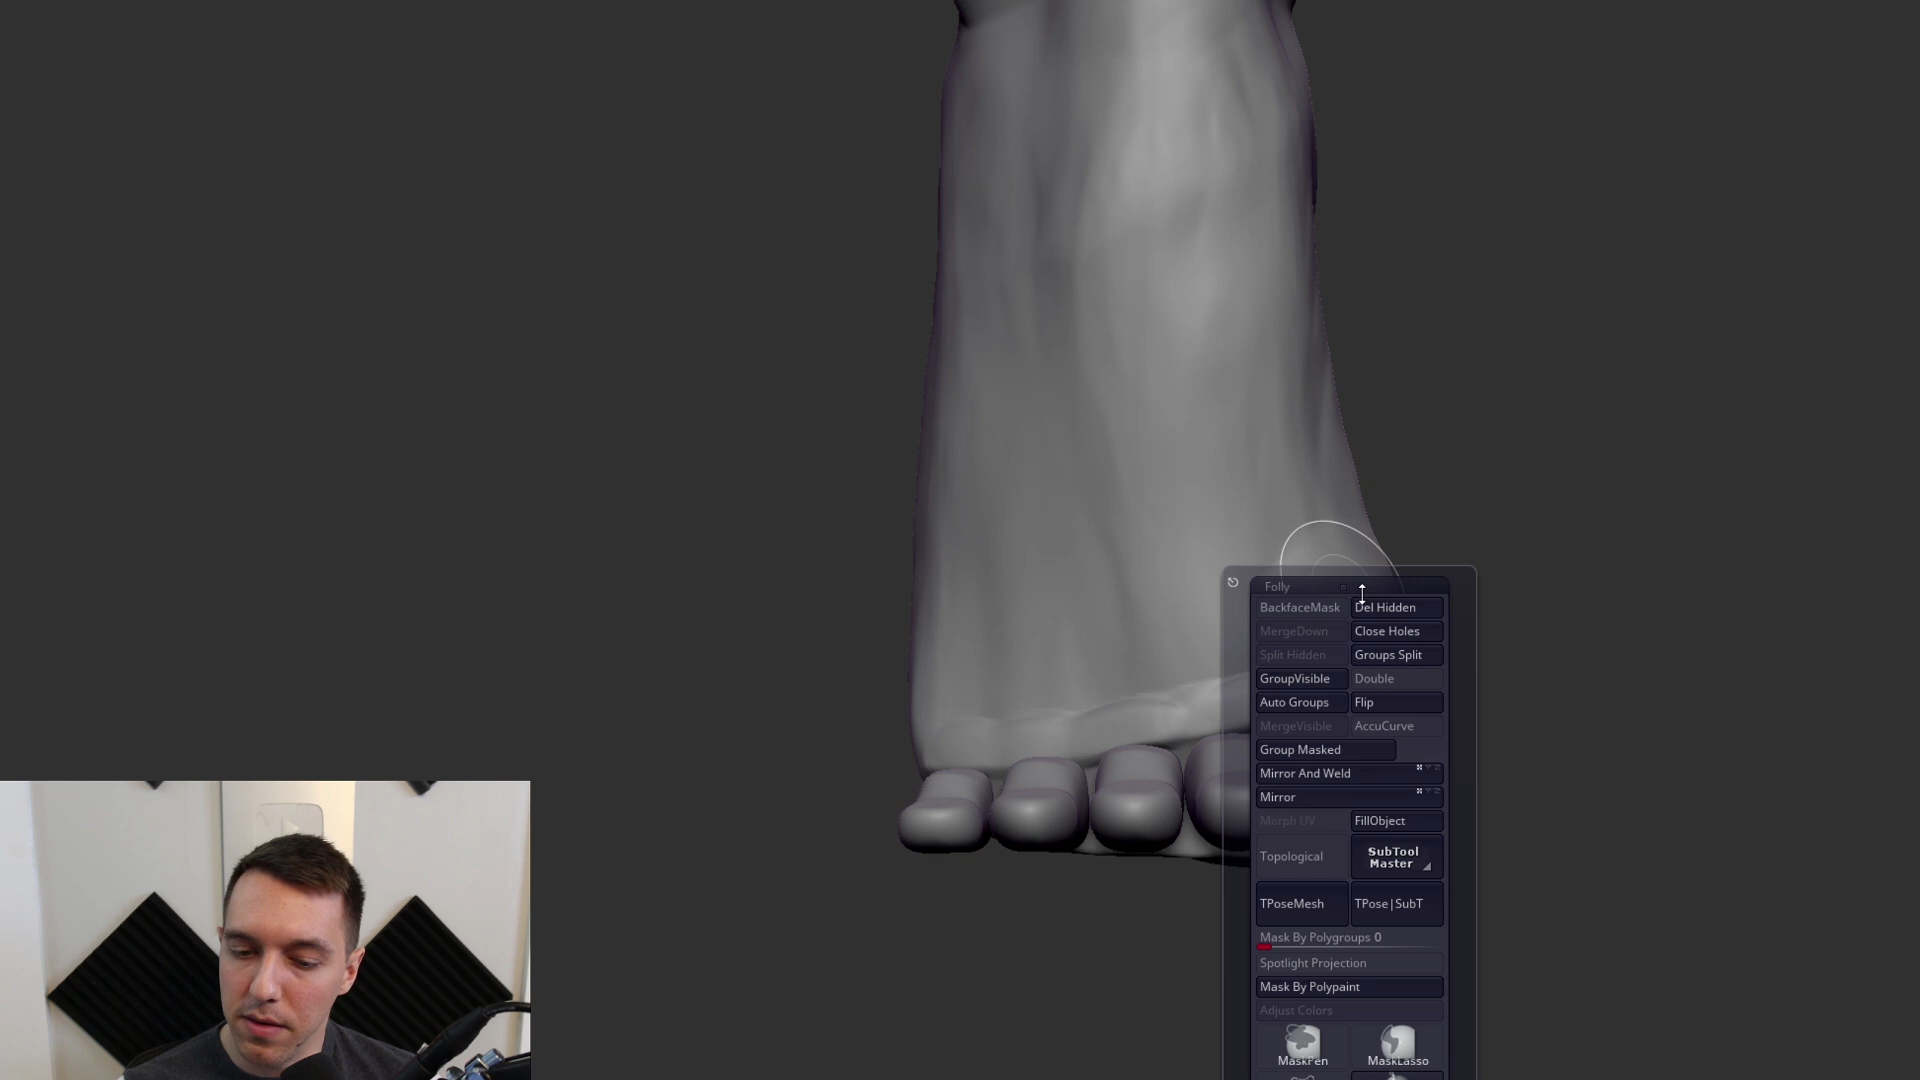 Folly
BackfaceMask Del Hidden
MergeDown Close Holes
Split Hidden Groups Split
GroupVisible Double
Auto Groups Flip
MergeVisible AccuCurve
Group Masked
Mirror And Weld
Mirror
Morph UV FillObject
Topological SubTool
Master
TPoseMesh TPose|SubT
Mask By Polygroups 0
Spotlight Projection
Mask By Polypaint
Adjust Colors
MaskPen MaskLasso